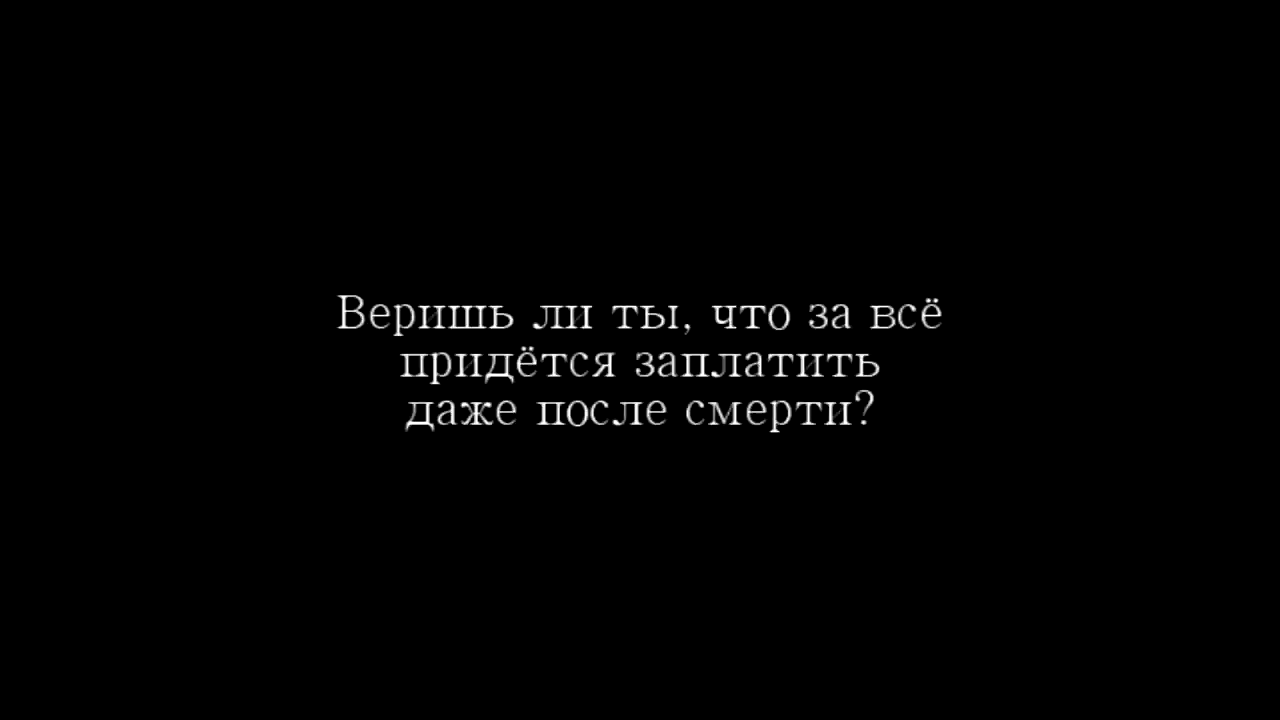 Веришь ли ты, что за всё
придётся заплатить
даже после смерти?